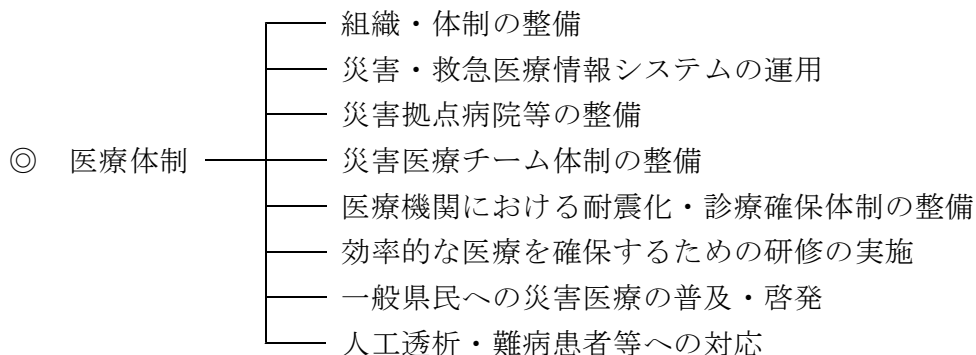 組織・体制の整備
災害・救急医療情報システムの運用
災害拠点病院等の整備
◎ 医療体制
災害医療チーム体制の整備
医療機関における耐震化・診療確保体制の整備
効率的な医療を確保するための研修の実施
一般県民への災害医療の普及・啓発
人工透析・難病患者等への対応